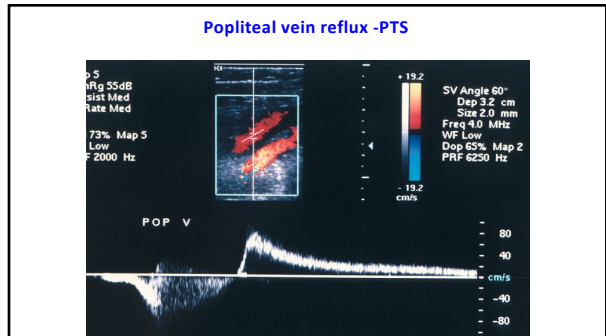 Popliteal vein reflux -PTS
p 5
nRg 55dB
rsist Med
Rate Med
73% Map 5
Low
F 2000 Hz
+ 19.2
- 19.2
cm/s
SV Angle 60°
Dep 3.2 cm
Size 2.0 mm
Freq 4.0 MHz
WF Low
Dop 65% Map 2
PRF 6250 Hz
POP V
80
40
cm/s
-40
-80